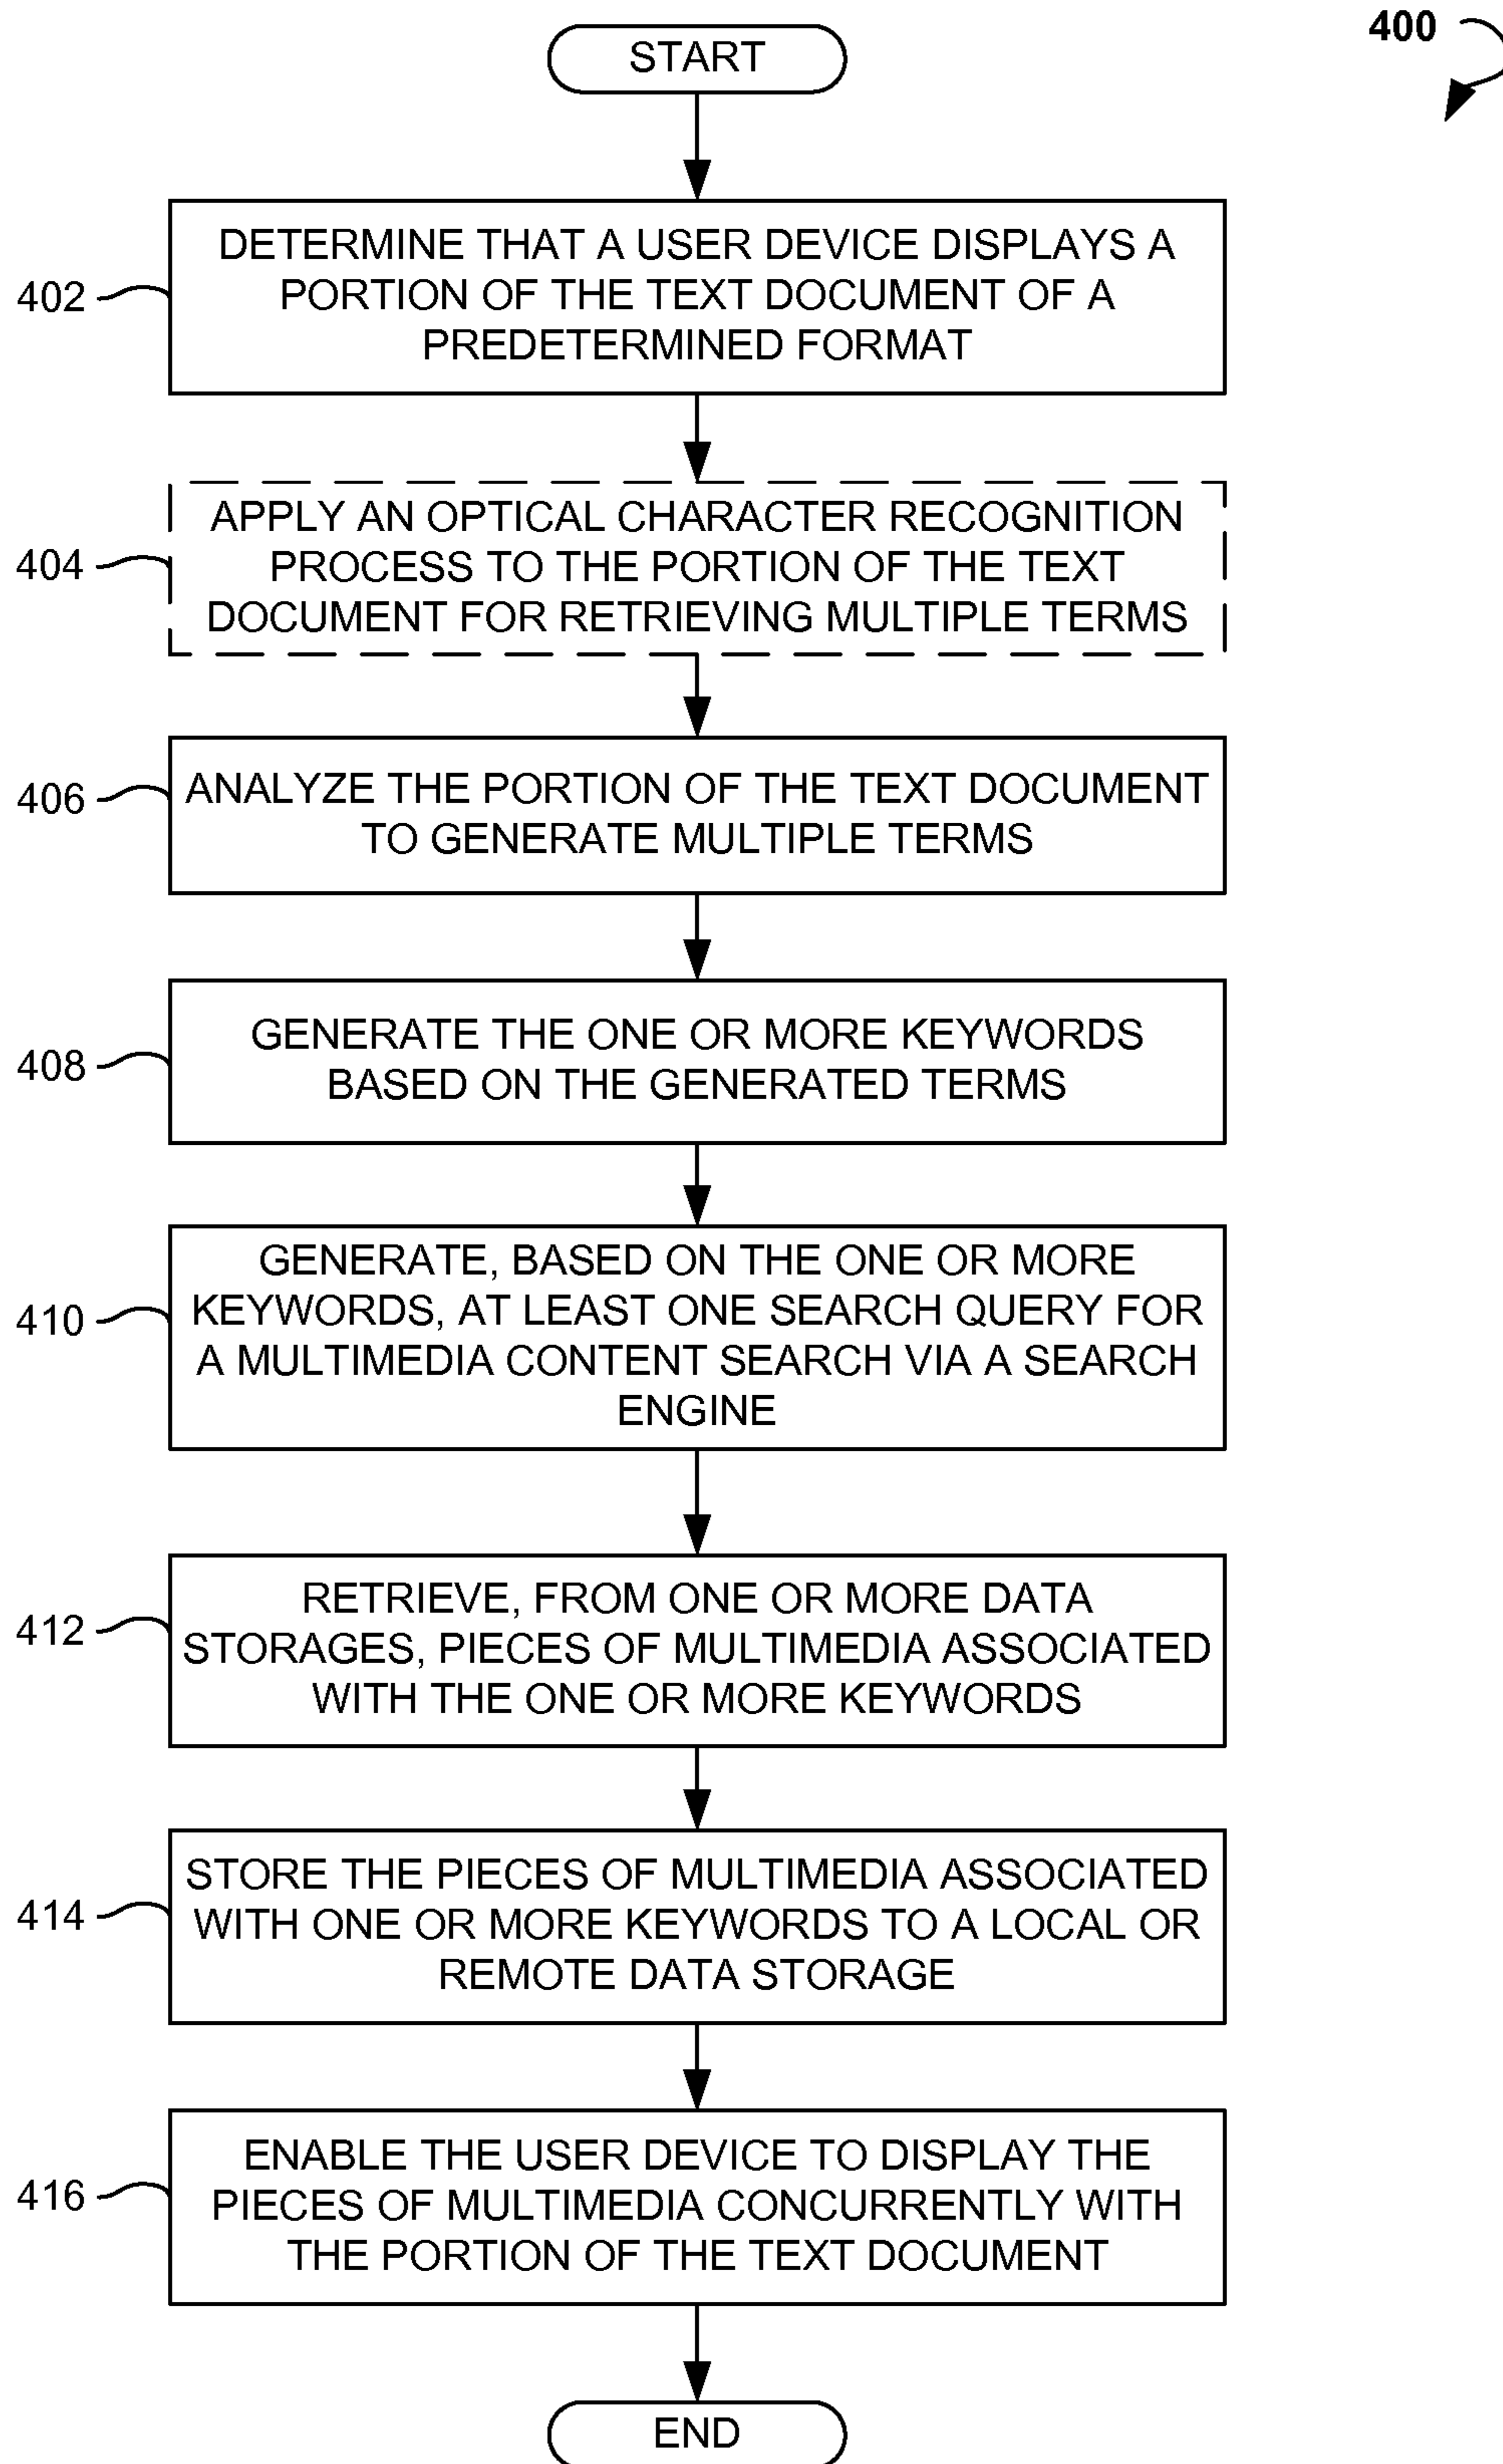 400
START
402
DETERMINE THAT A USER DEVICE DISPLAYS A
PORTION OF THE TEXT DOCUMENT OF A
PREDETERMINED FORMAT
404
APPLY AN OPTICAL CHARACTER RECOGNITION
PROCESS TO THE PORTION OF THE TEXT
DOCUMENT FOR RETRIEVING MULTIPLE TERMS
406
ANALYZE THE PORTION OF THE TEXT DOCUMENT
TO GENERATE MULTIPLE TERMS
408
GENERATE THE ONE OR MORE KEYWORDS
BASED ON THE GENERATED TERMS
410
GENERATE, BASED ON THE ONE OR MORE
KEYWORDS, AT LEAST ONE SEARCH QUERY FOR
A MULTIMEDIA CONTENT SEARCH VIA A SEARCH
ENGINE
412
RETRIEVE, FROM ONE OR MORE DATA
STORAGES, PIECES OF MULTIMEDIA ASSOCIATED
WITH THE ONE OR MORE KEYWORDS
414
STORE THE PIECES OF MULTIMEDIA ASSOCIATED
WITH ONE OR MORE KEYWORDS TO A LOCAL OR
REMOTE DATA STORAGE
416
ENABLE THE USER DEVICE TO DISPLAY THE
PIECES OF MULTIMEDIA CONCURRENTLY WITH
THE PORTION OF THE TEXT DOCUMENT
END